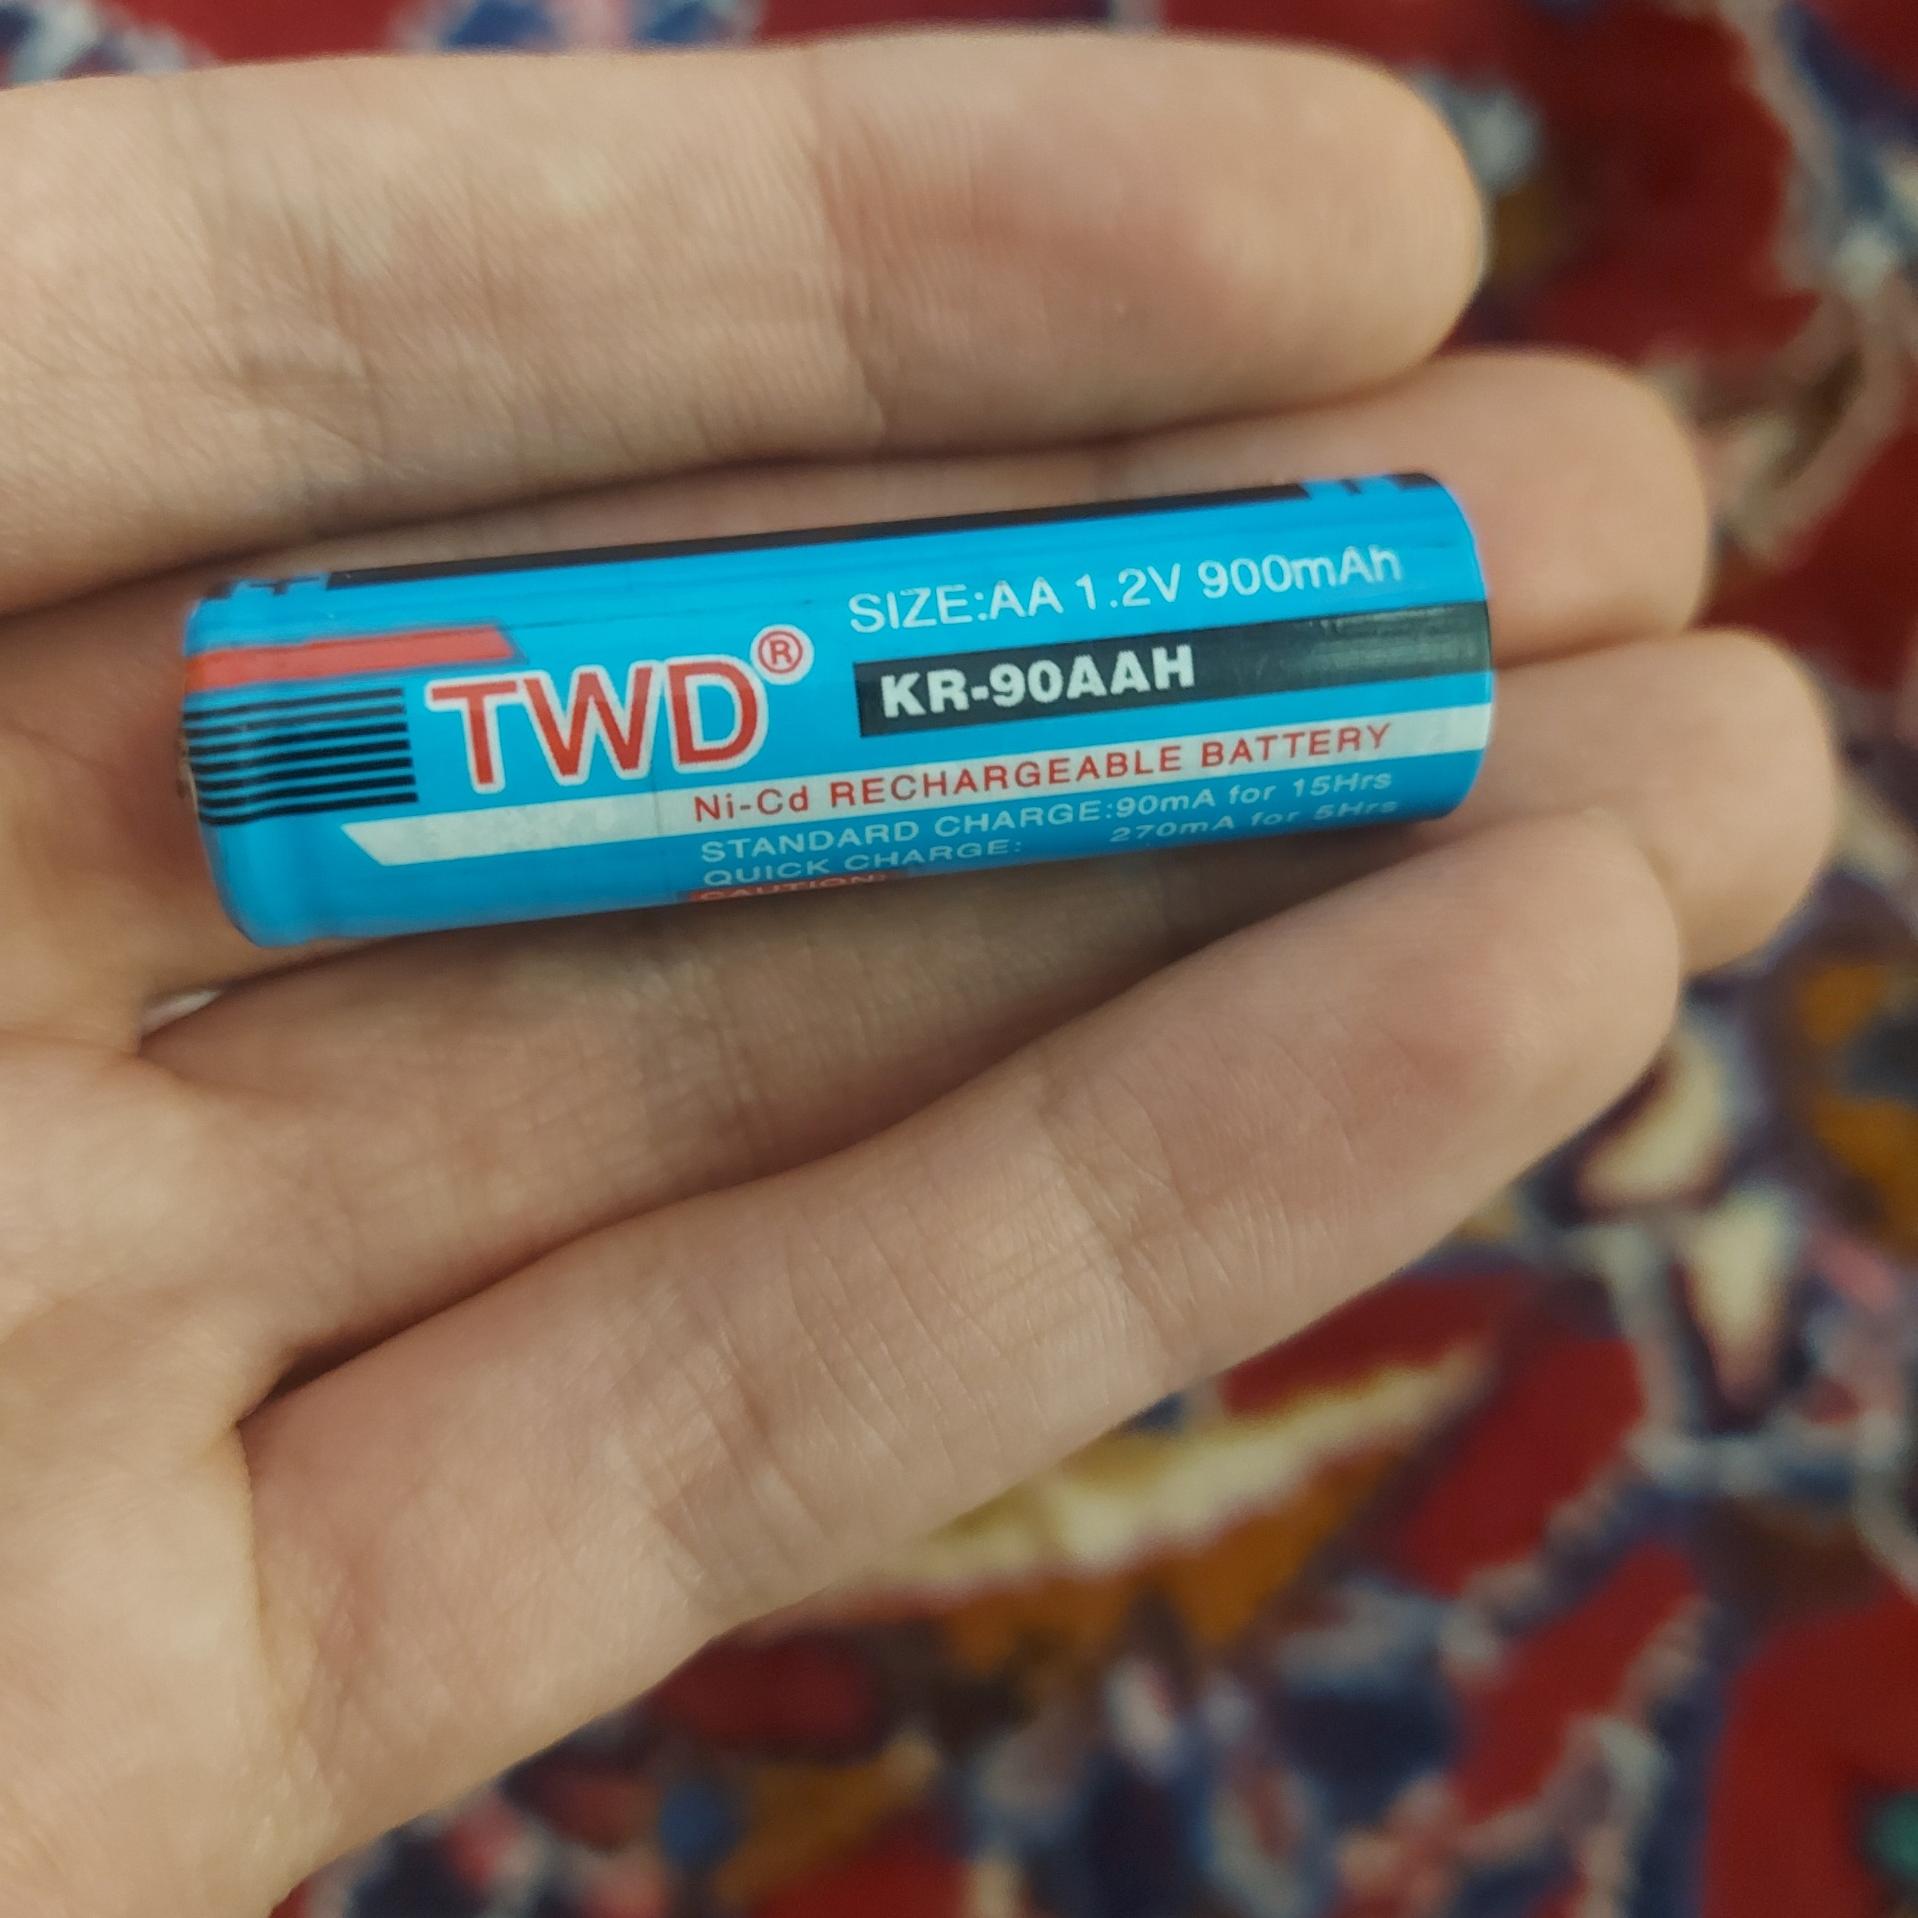 TWD®
SIZE:AA 1.2V 900mAh
KR-90AAH
Ni-Cd RECHARGEABLE BATTERY
STANDARD CHARGE:90mA for 15Hrs
QUICK CHARGE: 270mA for 5Hrs
CAUTION: